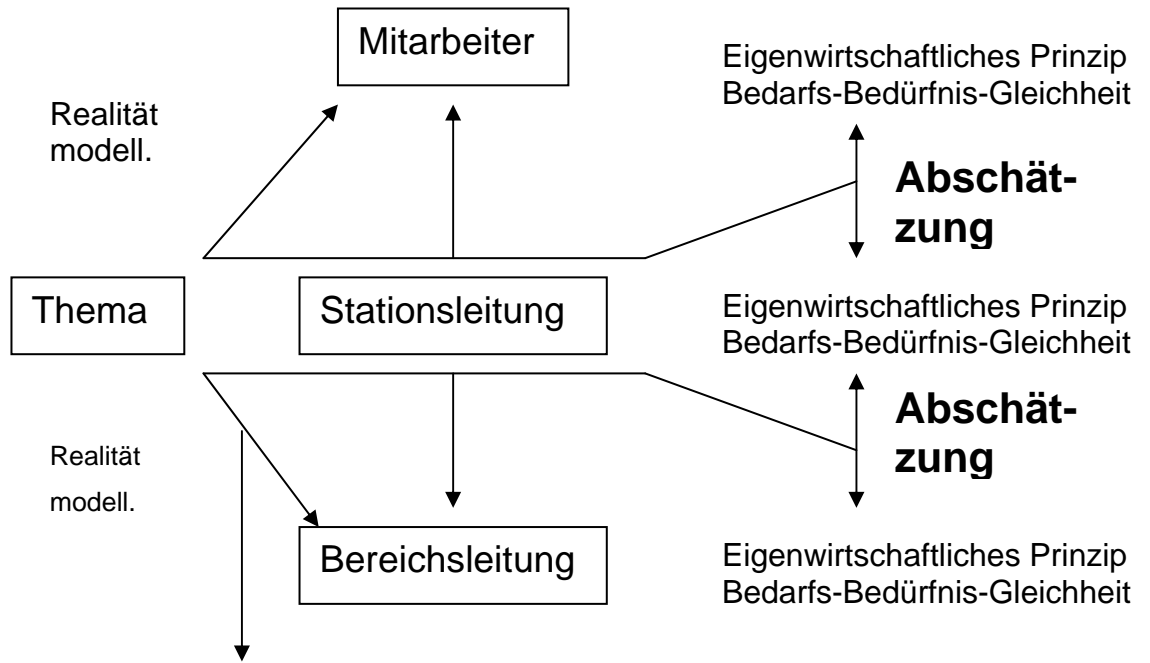 Mitarbeiter
Eigenwirtschaftliches Prinzip
Bedarfs-Bedürfnis-Gleichheit
Realität
modell.
Abschät-
zung
Thema
Stationsleitung
Eigenwirtschaftliches Prinzip
Bedarfs-Bedürfnis-Gleichheit
Abschät-
zung
Realität
modell.
Bereichsleitung
Eigenwirtschaftliches Prinzip
Bedarfs-Bedürfnis-Gleichheit